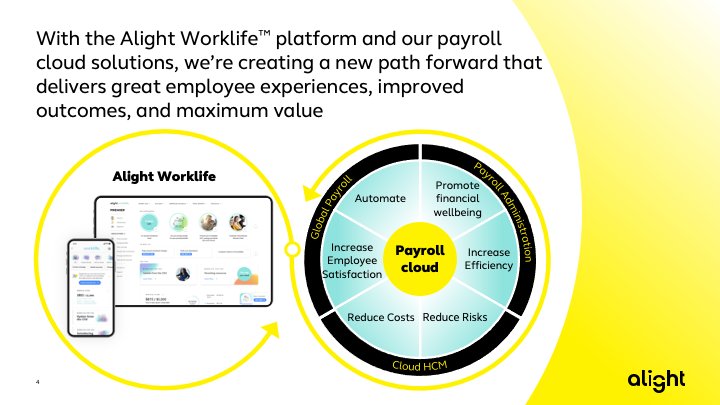 With the Alight Worklife™ platform and our payroll
cloud solutions, we’re creating a new path forward that
delivers great employee experiences, improved
outcomes, and maximum value
Alight Worklife
Global Payroll
Payroll Administration
Cloud HCM
Automate
Promote
financial
wellbeing
Increase
Employee
Satisfaction
Payroll
cloud
Increase
Efficiency
Reduce Costs
Reduce Risks
4
alight